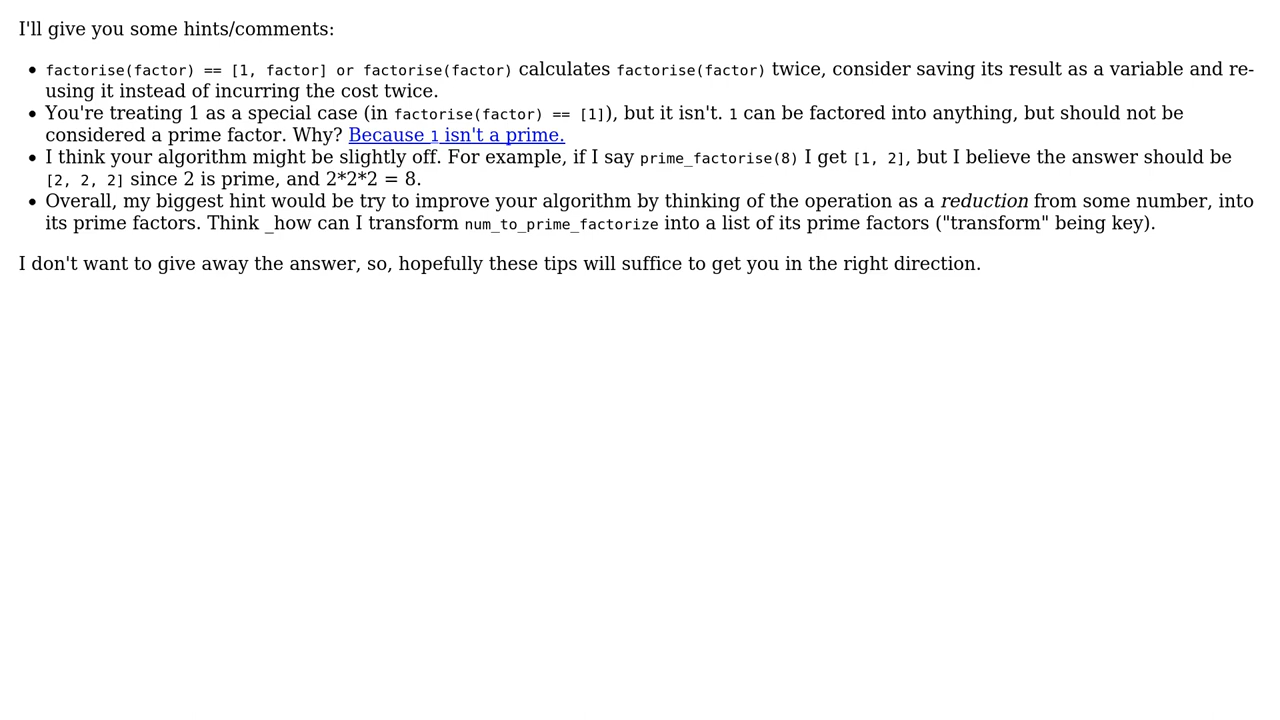 I'll give you some hints/comments:
• factorise(factor) == [1, factor] or factorise(factor) calculates factorise(factor) twice, consider saving its result as a variable and re-
using it instead of incurring the cost twice.
• You're treating 1 as a special case (in factorise(factor) == [1]), but it isn't. 1 can be factored into anything, but should not be
considered a prime factor. Why? Because 1 isn't a prime.
• I think your algorithm might be slightly off. For example, if I say prime_factorise(8) I get [1, 2], but I believe the answer should be
[2, 2, 2] since 2 is prime, and 2*2*2 = 8.
• Overall, my biggest hint would be try to improve your algorithm by thinking of the operation as a reduction from some number, into
its prime factors. Think _how can I transform num_to_prime_factorize into a list of its prime factors ("transform" being key).
I don't want to give away the answer, so, hopefully these tips will suffice to get you in the right direction.